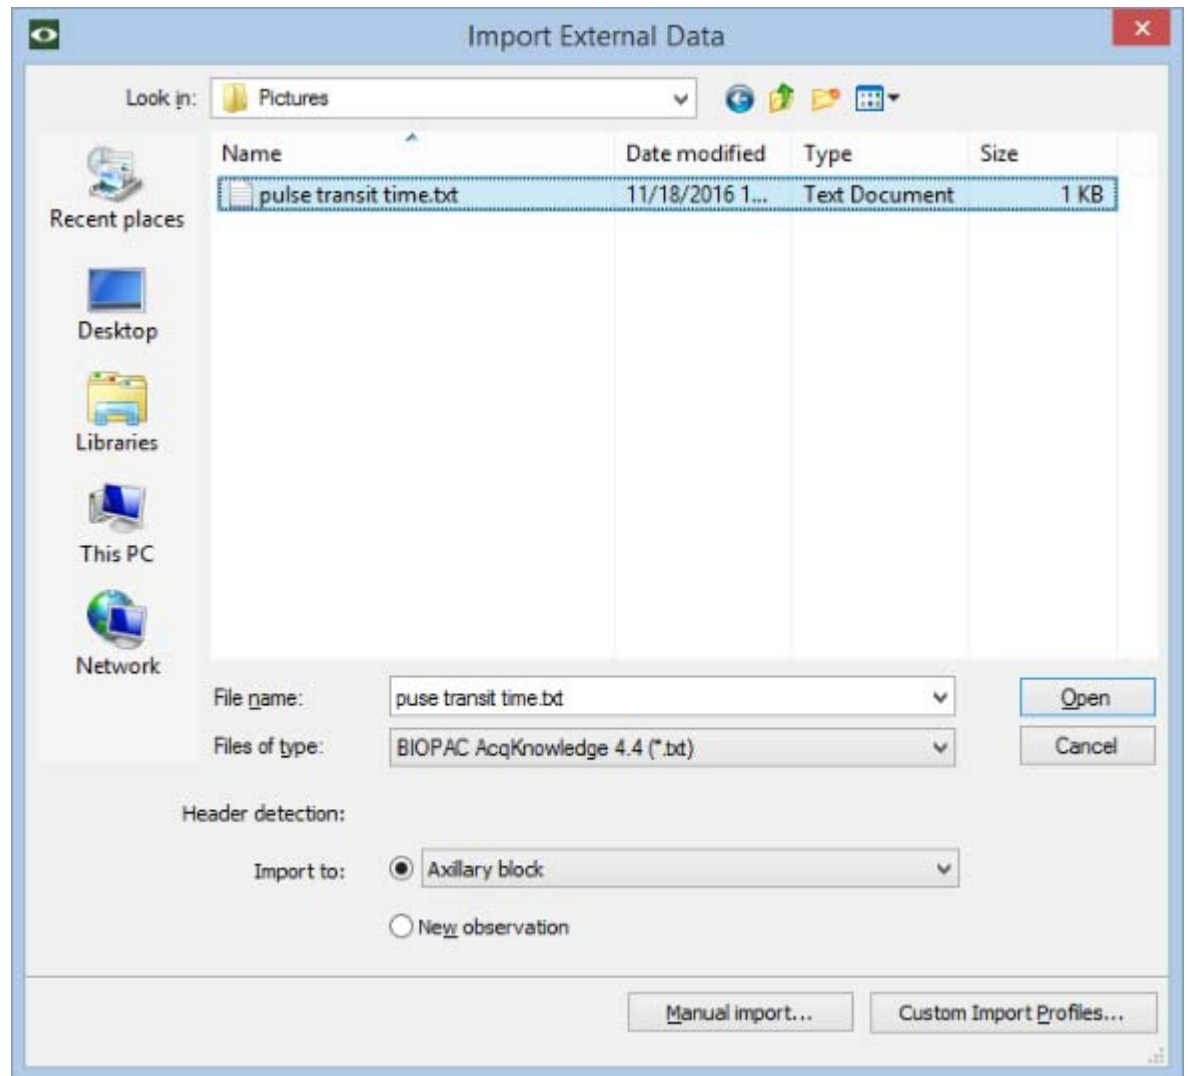 Import External Data
Look in: Pictures
Name Date modified Type Size
pulse transit time.txt 11/18/2016 1... Text Document 1 KB
Recent places
Desktop
Libraries
This PC
Network
File name: puse transit time.txt Open
Files of type: BIOPAC AcqKnowledge 4.4 (*.txt) Cancel
Header detection:
Import to: Axillary block
New observation
Manual import... Custom Import Profiles...